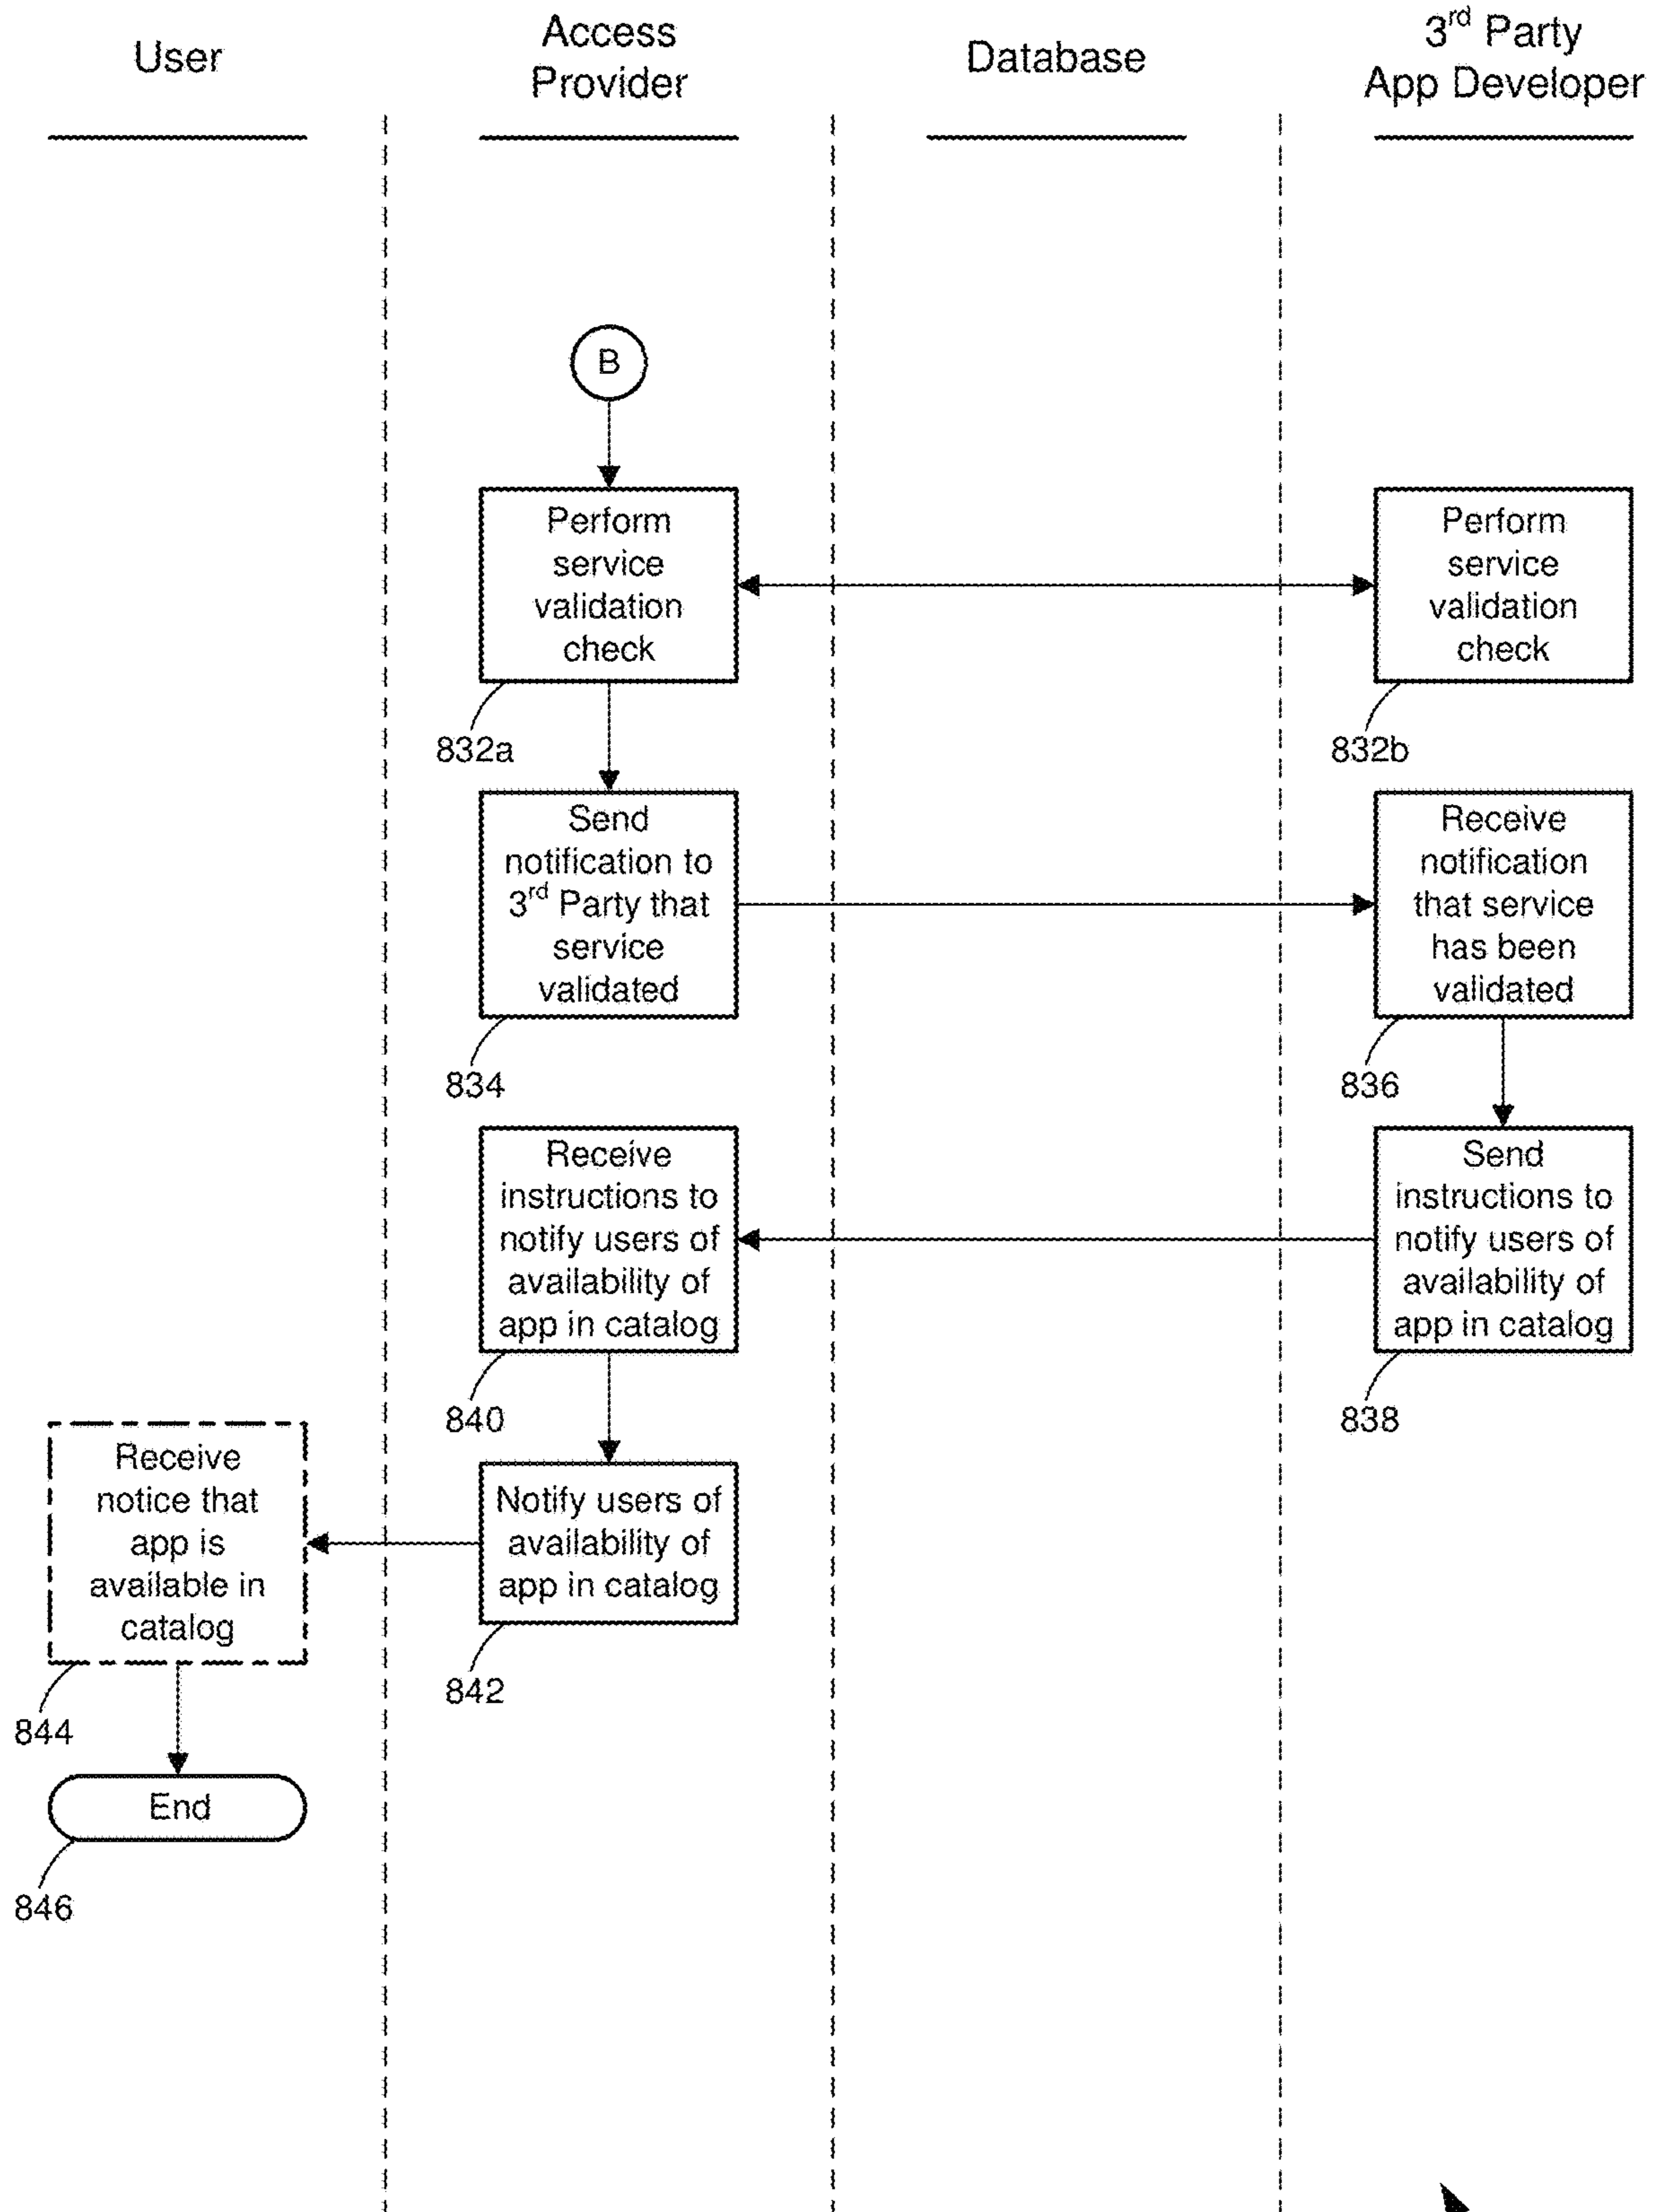 User
Access
Provider
Database
3rd Party
App Developer
B
Perform
service
validation
check
832a
Perform
service
validation
check
832b
Send
notification to
3rd Party that
service
validated
834
Receive
notification
that service
has been
validated
836
Receive
instructions to
notify users of
availability of
app in catalog
840
Send
instructions to
notify users of
availability of
app in catalog
838
Receive
notice that
app is
available in
catalog
844
Notify users of
availability of
app in catalog
842
End
846